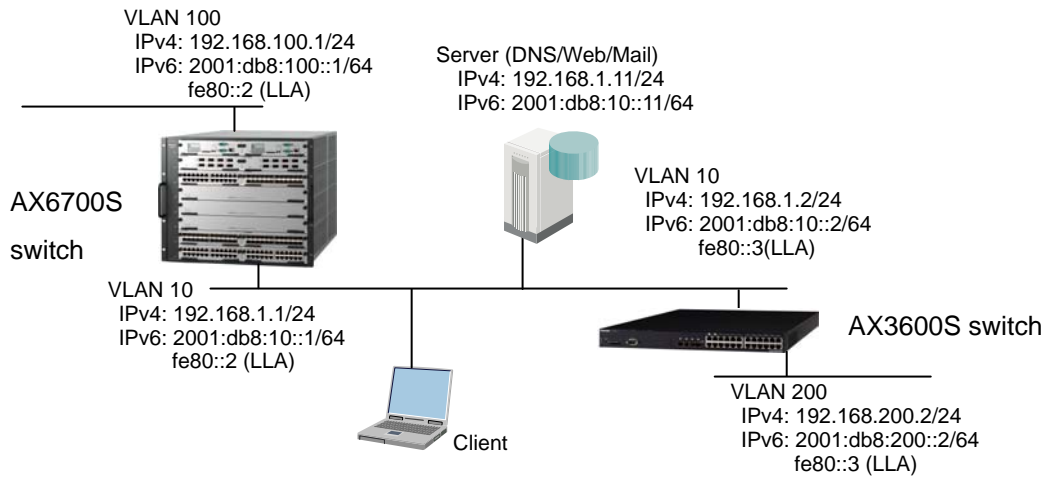 VLAN 100
IPv4: 192.168.100.1/24
IPv6: 2001:db8:100::1/64
fe80::2 (LLA)
Server (DNS/Web/Mail)
IPv4: 192.168.1.11/24
IPv6: 2001:db8:10::11/64
AX6700S
switch
VLAN 10
IPv4: 192.168.1.2/24
IPv6: 2001:db8:10::2/64
fe80::3(LLA)
VLAN 10
IPv4: 192.168.1.1/24
IPv6: 2001:db8:10::1/64
fe80::2 (LLA)
AX3600S switch
Client
VLAN 200
IPv4: 192.168.200.2/24
IPv6: 2001:db8:200::2/64
fe80::3 (LLA)